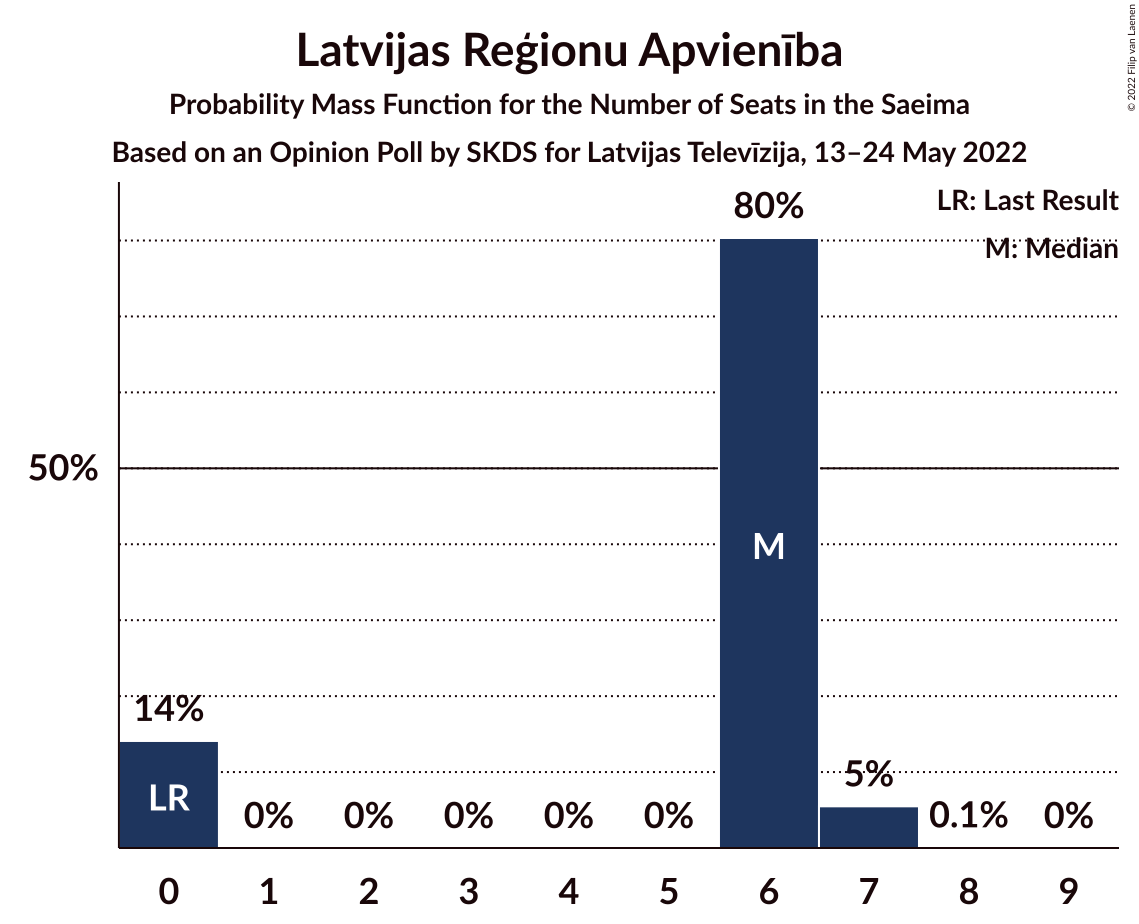 Latvijas Reģionu Apvienība
Probability Mass Function for the Number of Seats in the Saeima
Based on an Opinion Poll by SKDS for Latvijas Televīzija, 13–24 May 2022
© 2022 Filip van Laenen
LR: Last Result
M: Median
80%
50%
M
14%
LR
0%
0%
0%
0%
0%
5%
0.1%
0%
0 1 2 3 4 5 6 7 8 9